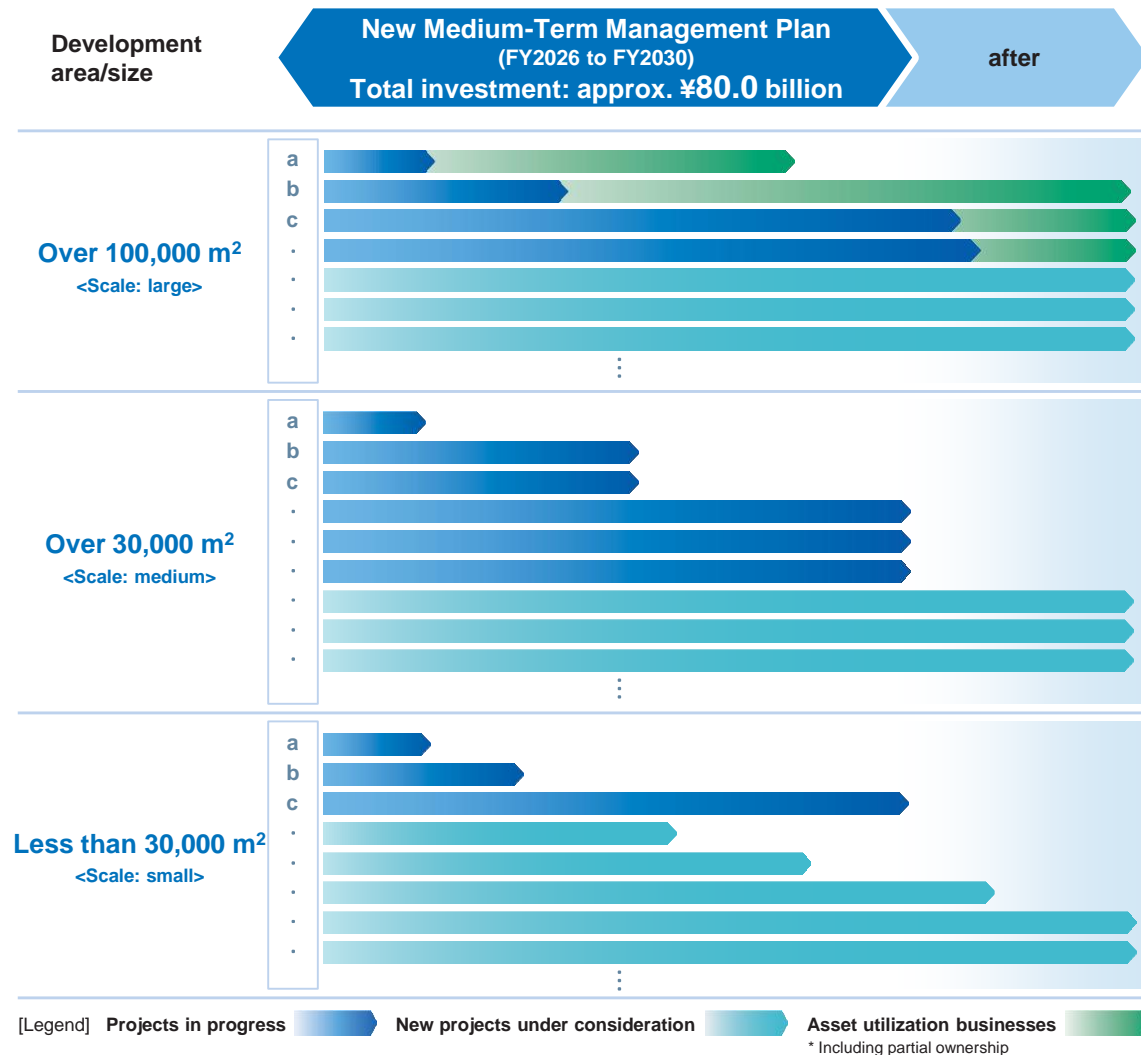 Development
area/size
New Medium-Term Management Plan
(FY2026 to FY2030)
Total investment: approx. ¥80.0 billion
after
Over 100,000 m²
<Scale: large>
a
b
c
·
·
·
·
⋮
Over 30,000 m²
<Scale: medium>
a
b
c
·
·
·
·
·
·
⋮
Less than 30,000 m²
<Scale: small>
a
b
c
·
·
·
·
·
⋮
[Legend] Projects in progress New projects under consideration Asset utilization businesses
* Including partial ownership